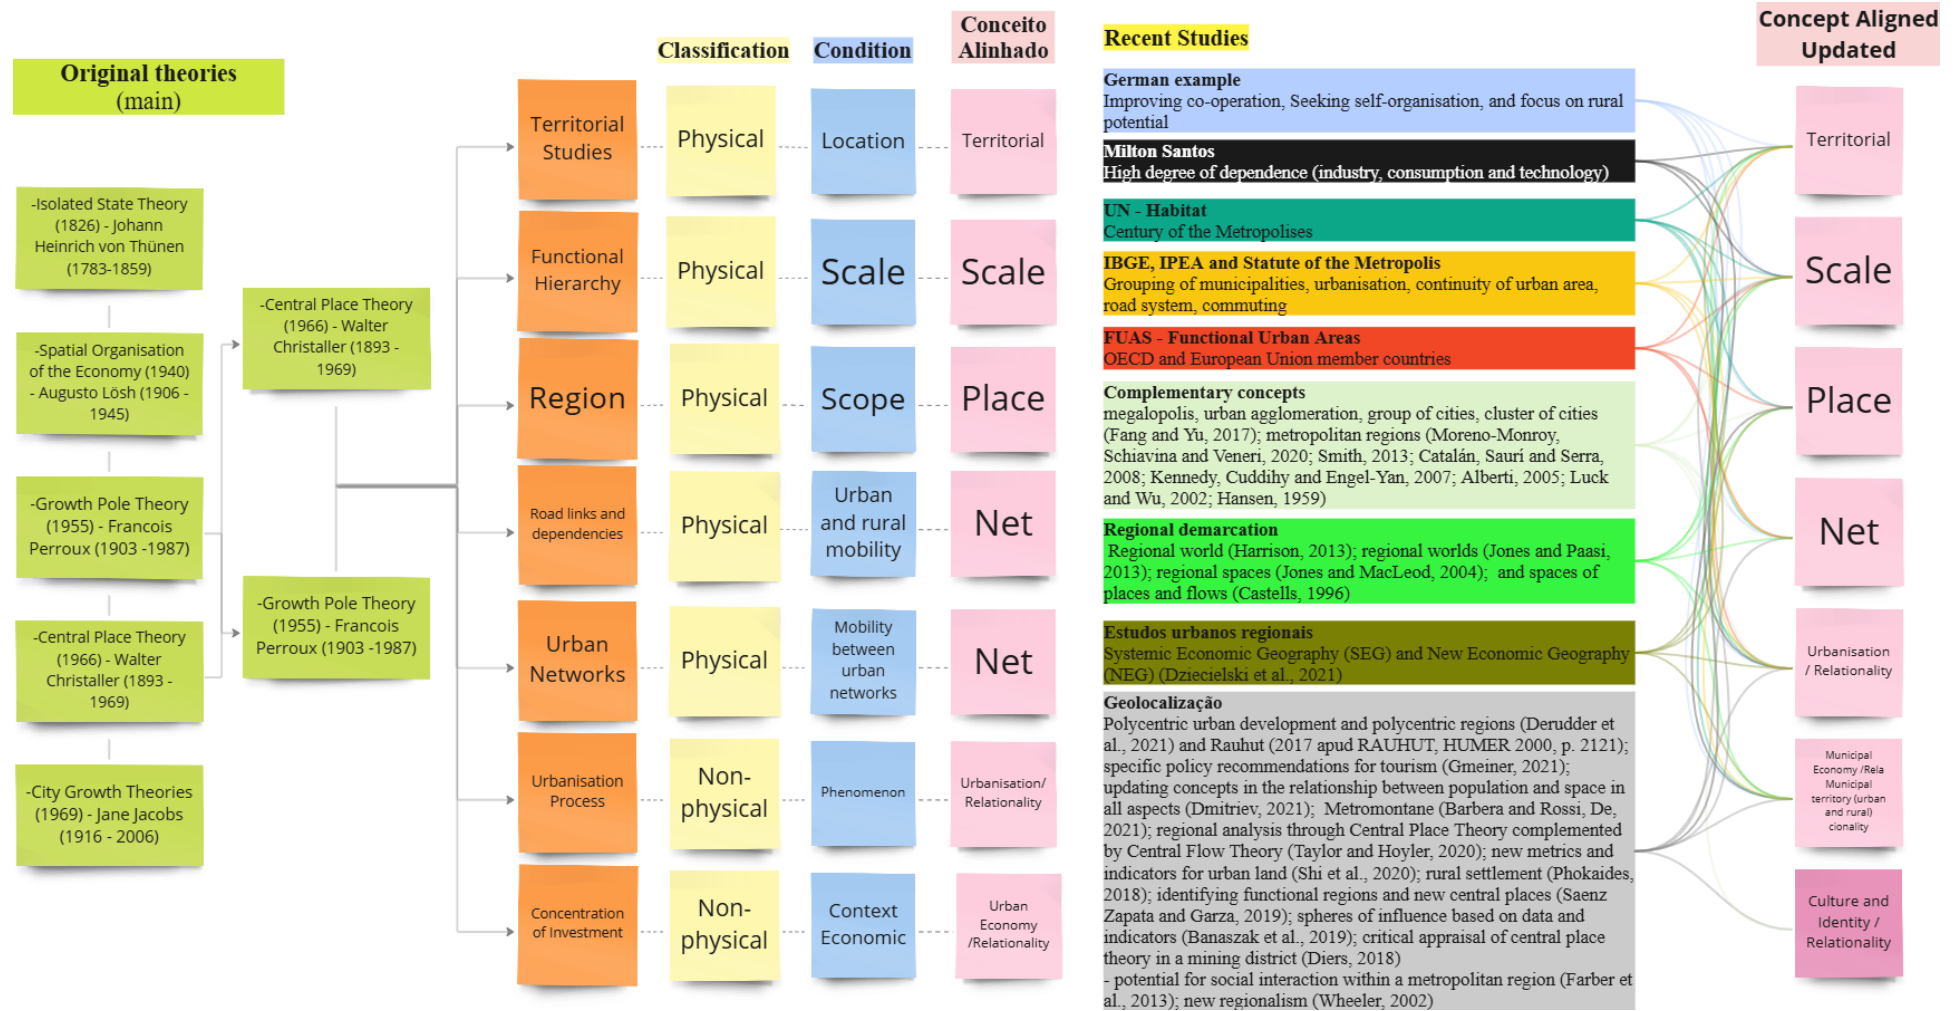 Original theories
(main)
-Isolated State Theory
(1826) - Johann
Heinrich von Thünen
(1783-1859)
-Spatial Organisation
of the Economy (1940)
- Augusto Lösh (1906 -
1945)
-Growth Pole Theory
(1955) - Francois
Perroux (1903 -1987)
-Central Place Theory
(1966) - Walter
Christaller (1893 -
1969)
-City Growth Theories
(1969) - Jane Jacobs
(1916 - 2006)
-Central Place Theory
(1966) - Walter
Christaller (1893 -
1969)
-Growth Pole Theory
(1955) - Francois
Perroux (1903 -1987)
Classification
Condition
Conceito
Alinhado
Territorial
Studies
Physical
Location
Territorial
Functional
Hierarchy
Physical
Scale
Scale
Region
Physical
Scope
Place
Road links and
dependencies
Physical
Urban
and rural
mobility
Net
Urban
Networks
Physical
Mobility
between
urban
networks
Net
Urbanisation
Process
Non-
physical
Phenomenon
Urbanisation/
Relationality
Concentration
of Investment
Non-
physical
Context
Economic
Urban
Economy
/Relationality
Recent Studies
German example
Improving co-operation, Seeking self-organisation, and focus on rural
potential
Milton Santos
High degree of dependence (industry, consumption and technology)
UN - Habitat
Century of the Metropolises
IBGE, IPEA and Statute of the Metropolis
Grouping of municipalities, urbanisation, continuity of urban area,
road system, commuting
FUAS - Functional Urban Areas
OECD and European Union member countries
Complementary concepts
megalopolis, urban agglomeration, group of cities, cluster of cities
(Fang and Yu, 2017); metropolitan regions (Moreno-Monroy,
Schiavina and Veneri, 2020; Smith, 2013; Catalán, Saurí and Serra,
2008; Kennedy, Cuddihy and Engel-Yan, 2007; Alberti, 2005; Luck
and Wu, 2002; Hansen, 1959)
Regional demarcation
Regional world (Harrison, 2013); regional worlds (Jones and Paasi,
2013); regional spaces (Jones and MacLeod, 2004); and spaces of
places and flows (Castells, 1996)
Estudos urbanos regionais
Systemic Economic Geography (SEG) and New Economic Geography
(NEG) (Dziecielski et al., 2021)
Geolocalização
Polycentric urban development and polycentric regions (Derudder et
al., 2021) and Rauhut (2017 apud RAUHUT, HUMER 2000, p. 2121);
specific policy recommendations for tourism (Gmeiner, 2021);
updating concepts in the relationship between population and space in
all aspects (Dmitriev, 2021); Metromontane (Barbera and Rossi, De,
2021); regional analysis through Central Place Theory complemented
by Central Flow Theory (Taylor and Hoyler, 2020); new metrics and
indicators for urban land (Shi et al., 2020); rural settlement (Phokaides,
2018); identifying functional regions and new central places (Saenz
Zapata and Garza, 2019); spheres of influence based on data and
indicators (Banaszak et al., 2019); critical appraisal of central place
theory in a mining district (Diers, 2018)
- potential for social interaction within a metropolitan region (Farber et
al., 2013); new regionalism (Wheeler, 2002)
Concept Aligned
Updated
Territorial
Scale
Place
Net
Urbanisation
/ Relationality
Municipal
Economy /Rela
Municipal
territory (urban
and rural)
cionality
Culture and
Identity /
Relationality